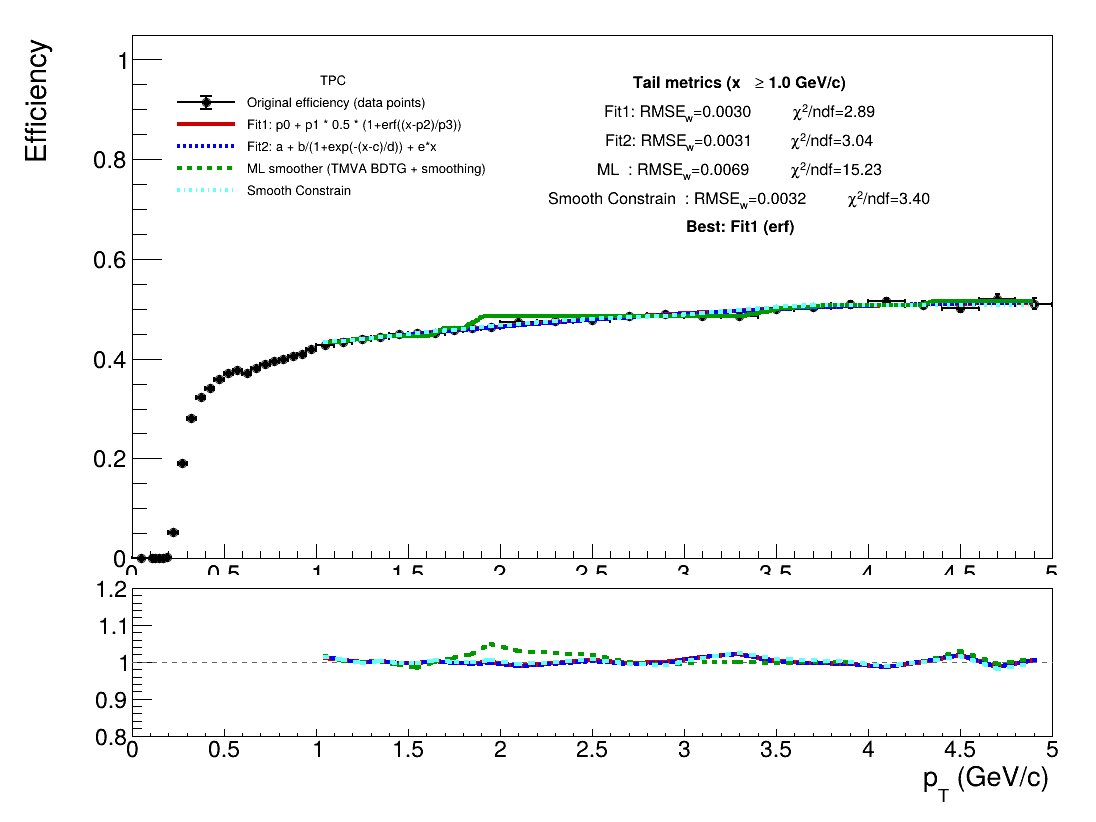 Efficiency
1
0.8
0.6
0.4
0.2
0
TPC
Original efficiency (data points)
Fit1: p0 + p1 * 0.5 * (1+erf((x-p2)/p3))
Fit2: a + b/(1+exp(-(x-c)/d)) + e*x
ML smoother (TMVA BDTG + smoothing)
Smooth Constrain
Tail metrics (x ≥ 1.0 GeV/c)
Fit1: RMSEw=0.0030 χ2/ndf=2.89
Fit2: RMSEw=0.0031 χ2/ndf=3.04
ML : RMSEw=0.0069 χ2/ndf=15.23
Smooth Constrain : RMSEw=0.0032 χ2/ndf=3.40
Best: Fit1 (erf)
0 0.5 1 1.5 2 2.5 3 3.5 4 4.5 5
1.2
1.1
1
0.9
0.8
0 0.5 1 1.5 2 2.5 3 3.5 4 4.5 5
pT (GeV/c)